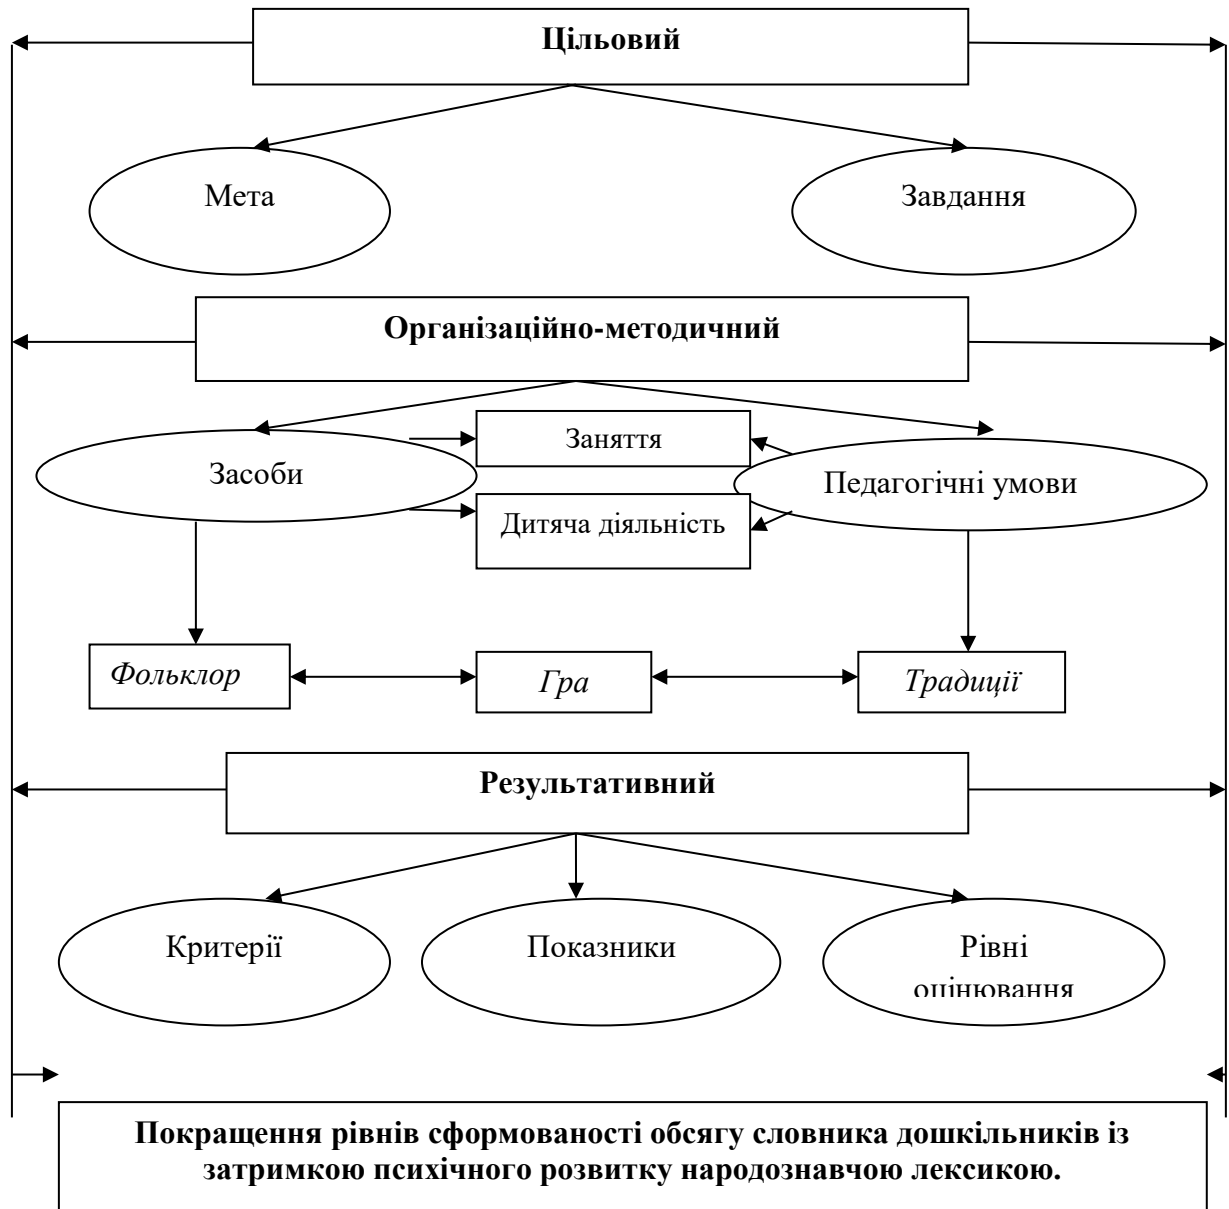 Цільовий
Мета
Завдання
Організаційно-методичний
Засоби
Заняття
Педагогічні умови
Дитяча діяльність
Фольклор
Гра
Традиції
Результативний
Критерії
Показники
Рівні
оцінювання
Покращення рівнів сформованості обсягу словника дошкільників із
затримкою психічного розвитку народознавчою лексикою.